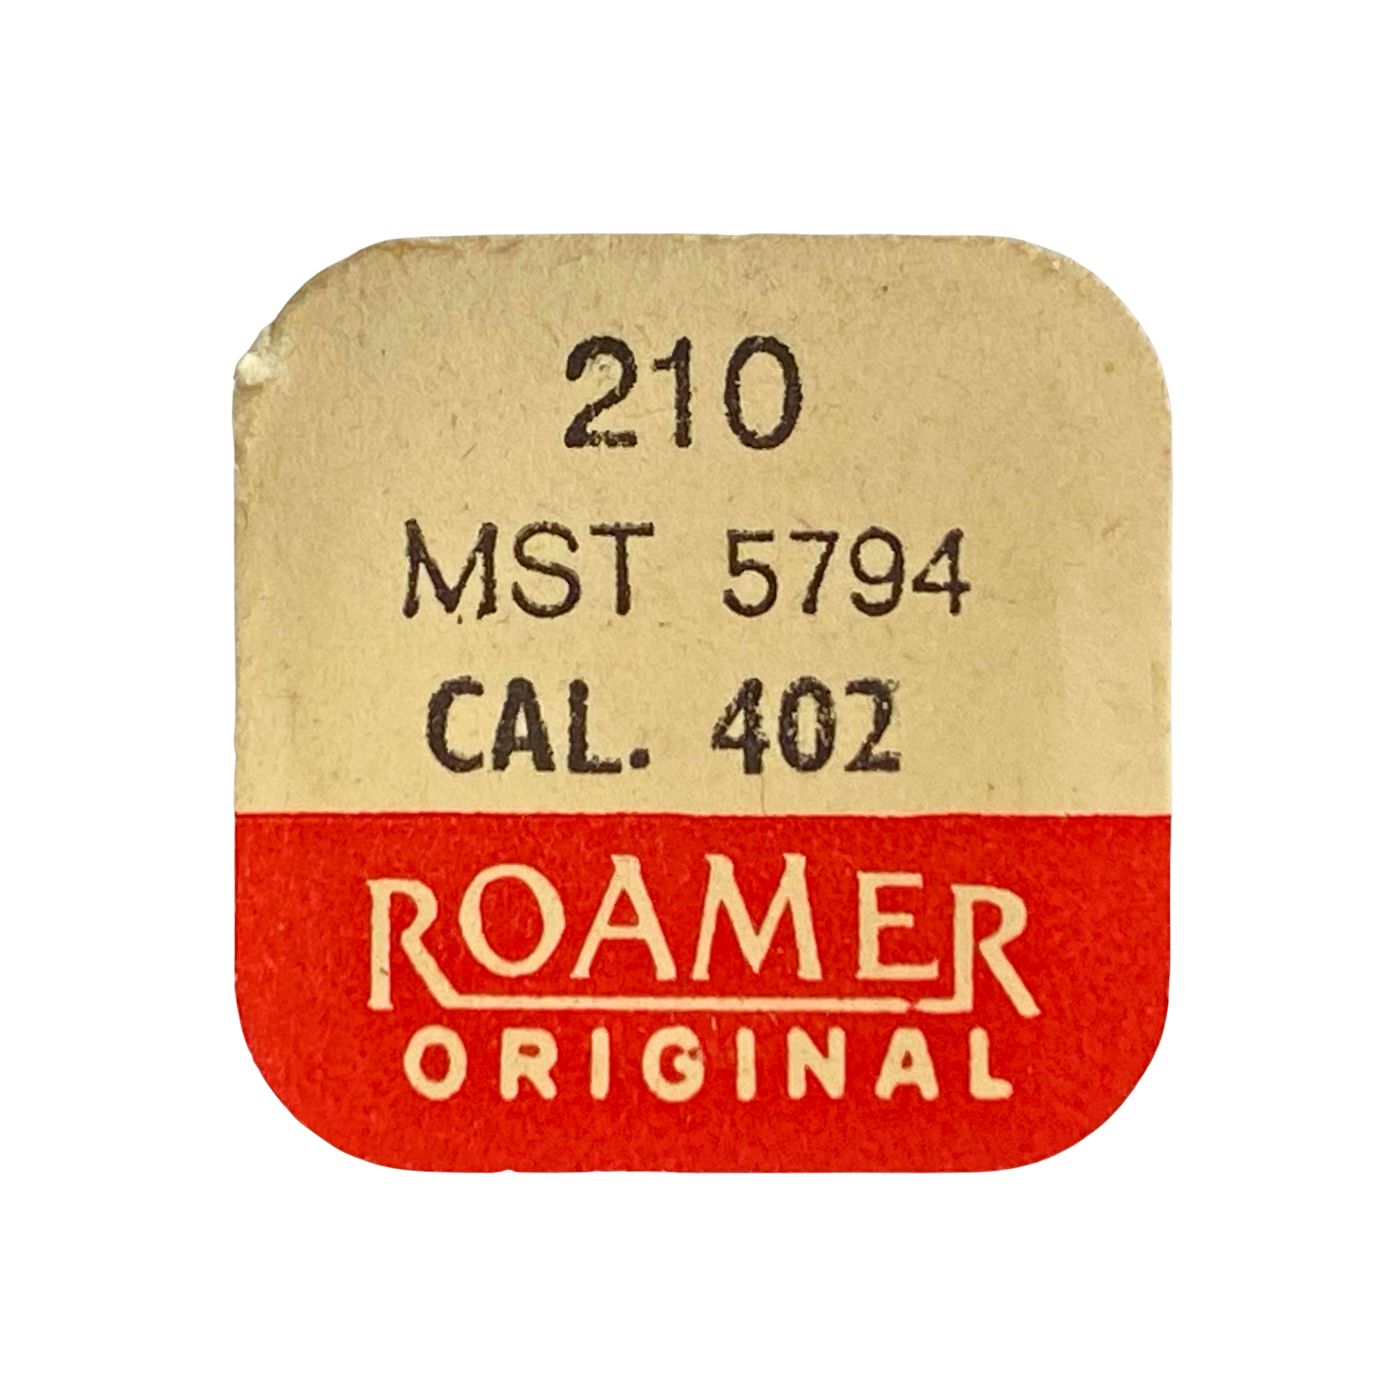 210
MST 5794
CAL. 402
ROAMER
ORIGINAL